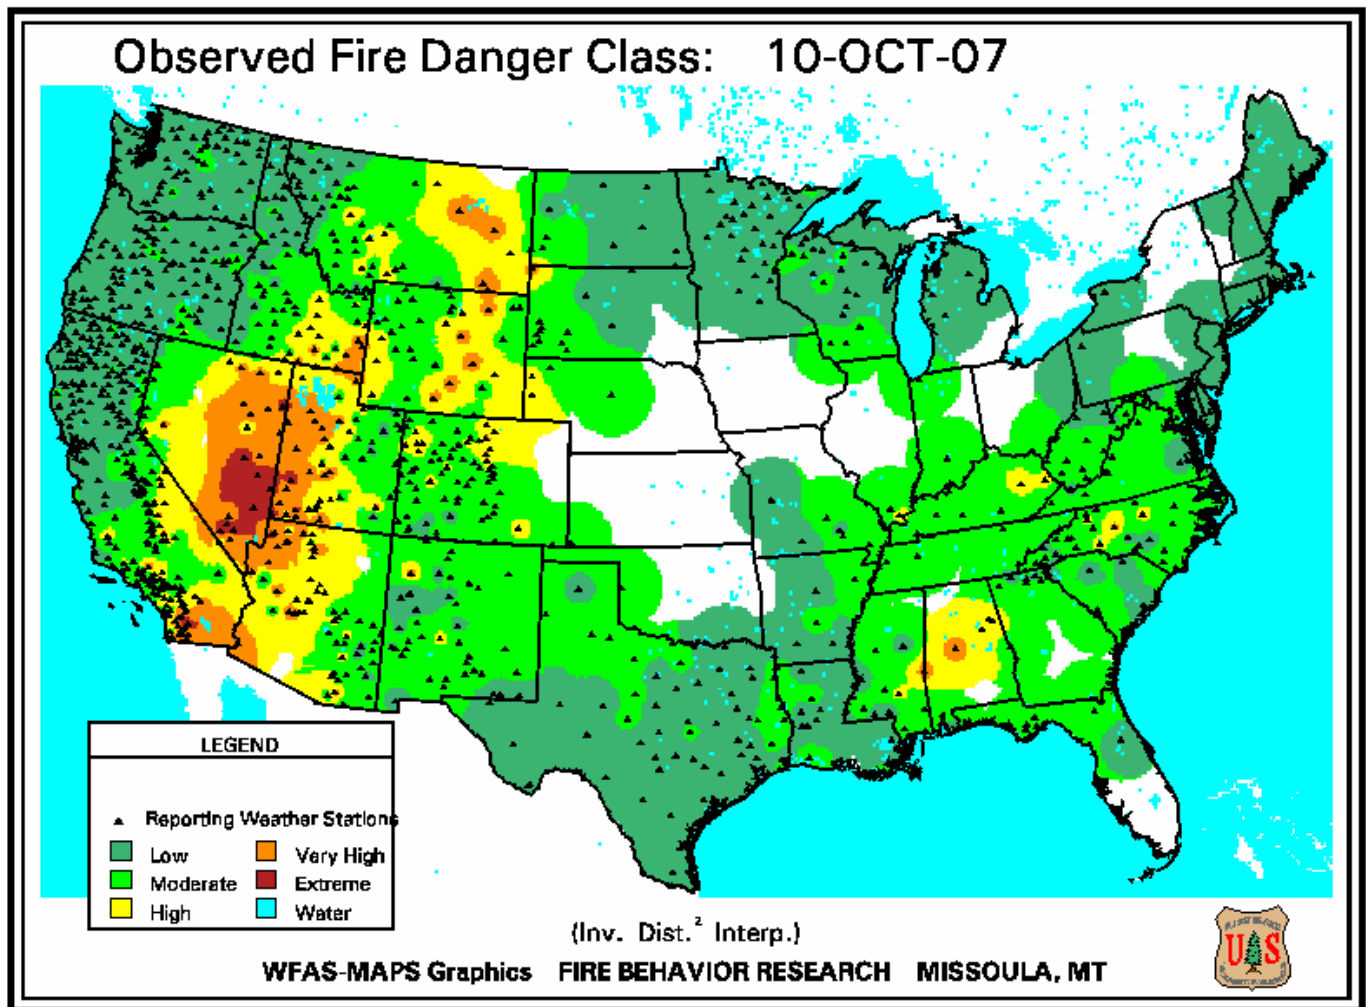 Observed Fire Danger Class: 10-OCT-07
LEGEND
Reporting Weather Stations
Low
Very High
Moderate
Extreme
High
Water
(Inv. Dist.² Interp.)
WFAS-MAPS Graphics FIRE BEHAVIOR RESEARCH MISSOULA, MT
U S